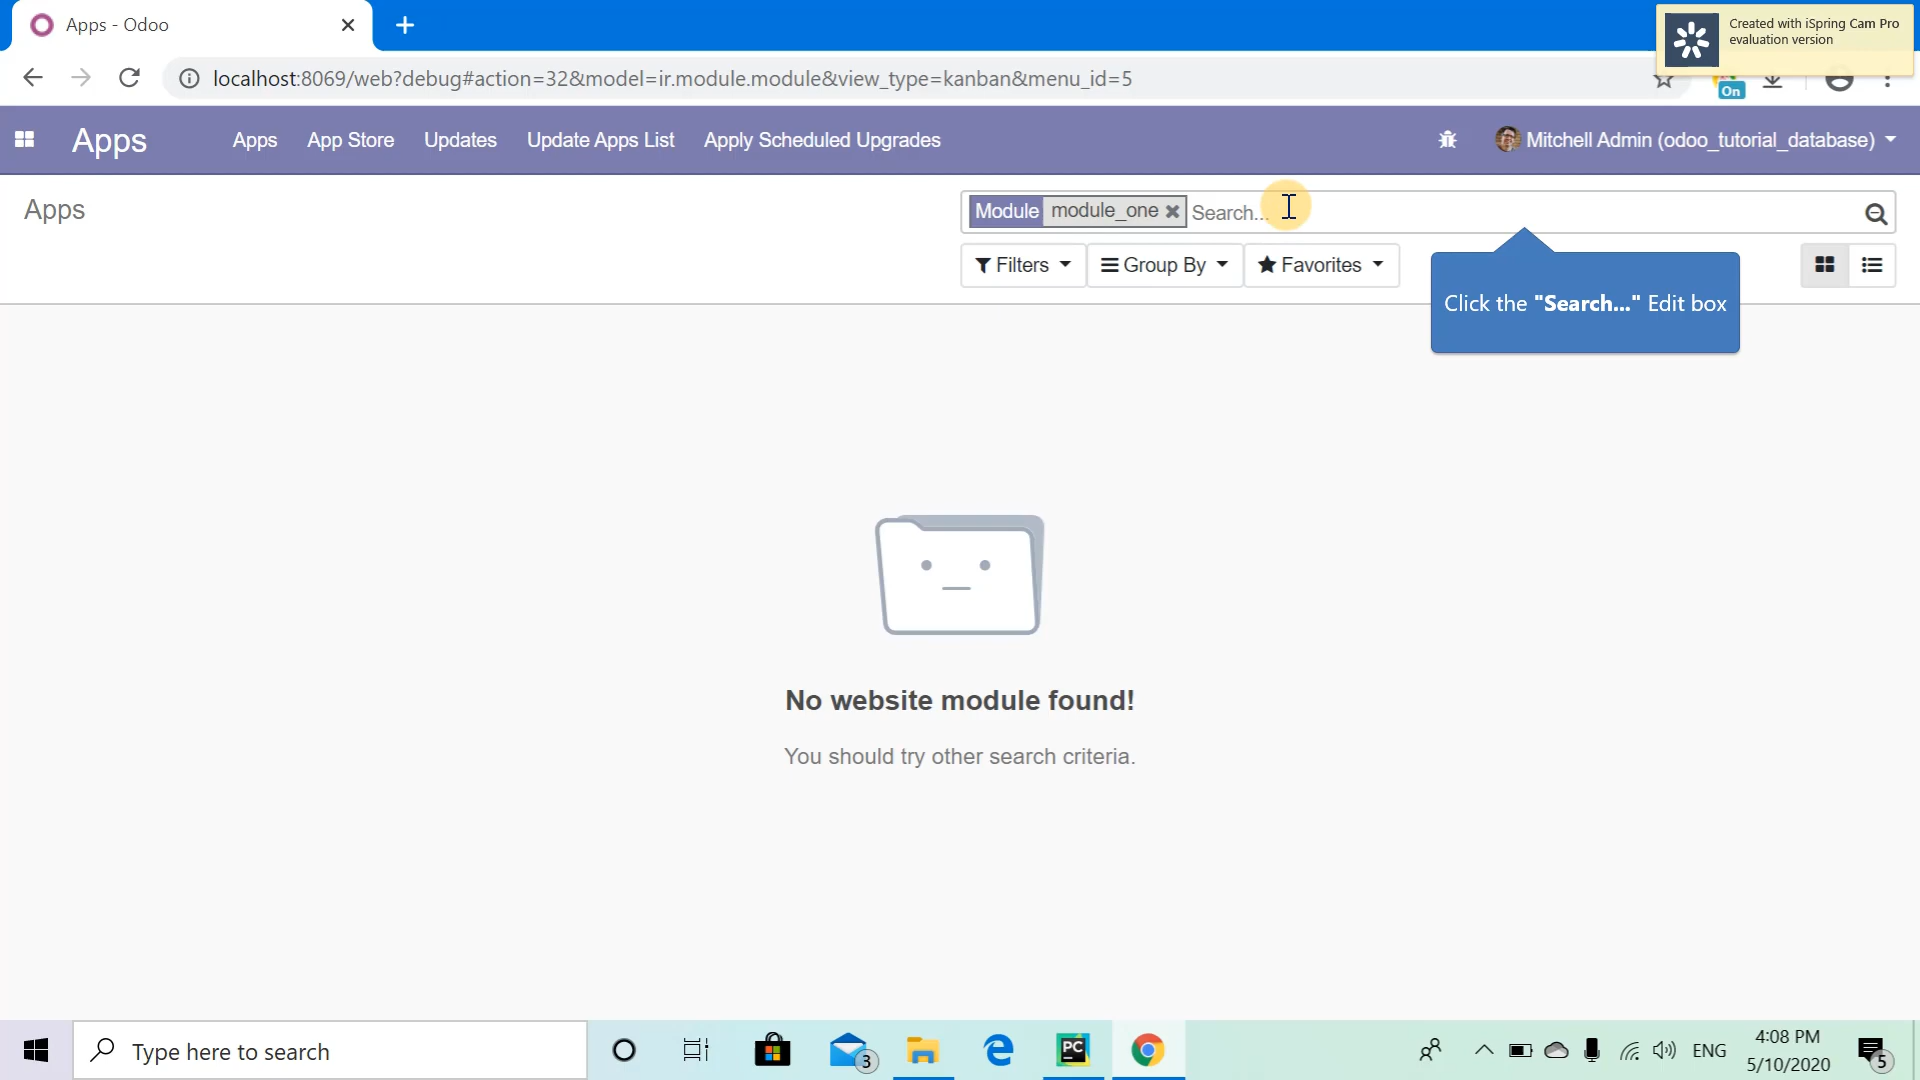 Apps - Odoo
Created with iSpring Cam Pro
evaluation version
localhost:8069/web?debug#action=32&model=ir.module.module&view_type=kanban&menu_id=5
On
Apps
Apps
App Store
Updates
Update Apps List
Apply Scheduled Upgrades
Mitchell Admin (odoo_tutorial_database)
Apps
Module module_one Search...
Filters
Group By
Favorites
Click the "Search..." Edit box
No website module found!
You should try other search criteria.
Type here to search
3
PC
ENG
4:08 PM
5/10/2020
5